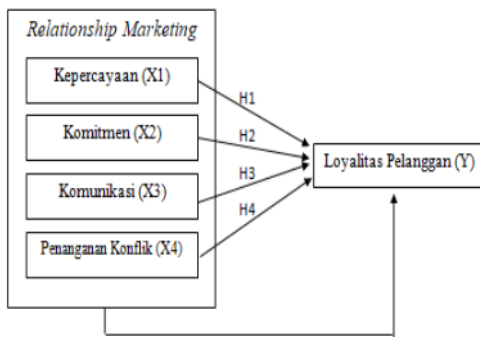 Relationship Marketing
Kepercayaan (X1)
H1
Komitmen (X2)
H2
Loyalitas Pelanggan (Y)
Komunikasi (X3)
H3
H4
Penanganan Konflik (X4)